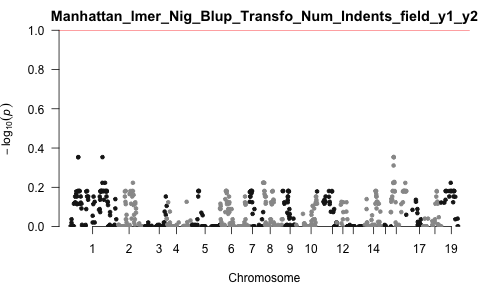 Manhattan_lmer_Nig_Blup_Transfo_Num_Indents_field_y1_y2
1.0
0.8
0.6
0.4
0.2
0.0
− log10(p)
1 2 3 4 5 6 7 8 9 10 12 14 17 19
Chromosome